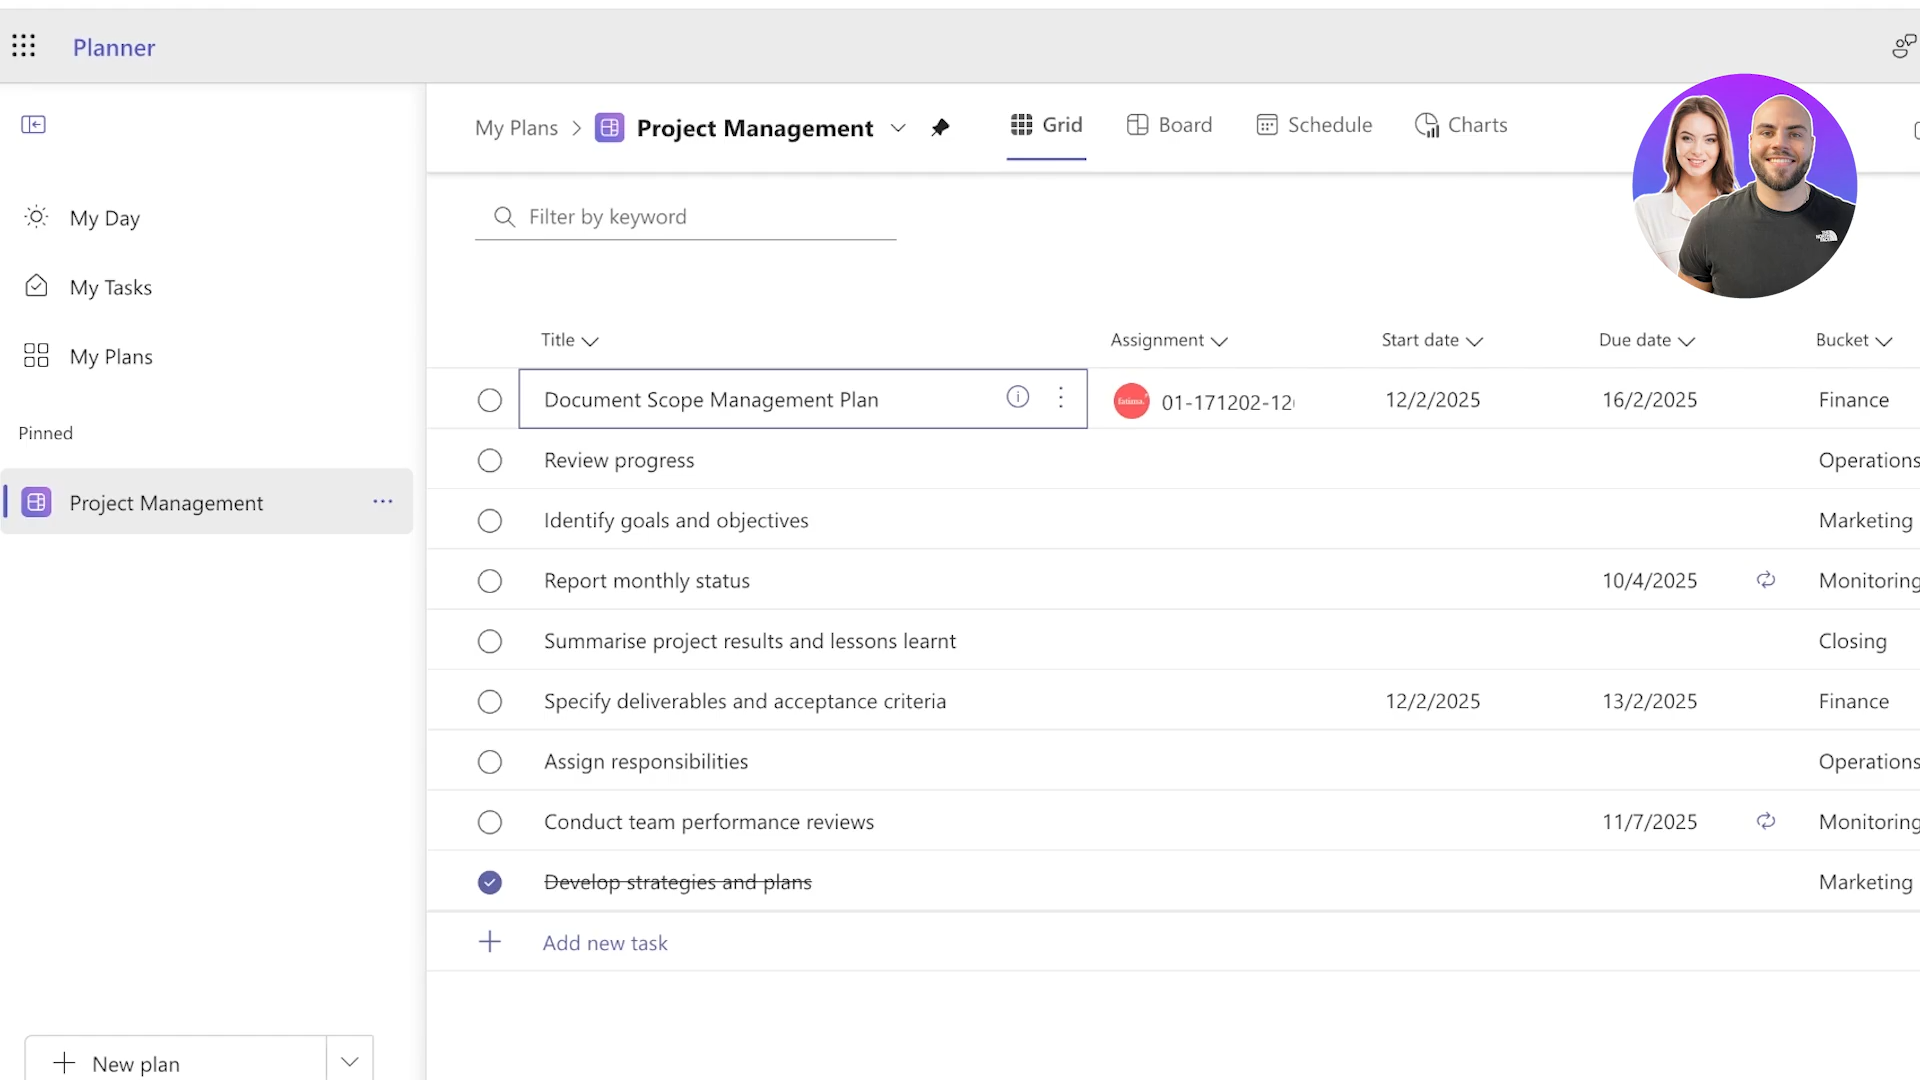 Planner
My Plans > Project Management
Grid
Board
Schedule
Charts
My Day
My Tasks
My Plans
Pinned
Project Management
New plan
Filter by keyword
Title Assignment Start date Due date Bucket
Document Scope Management Plan 01-171202-12 12/2/2025 16/2/2025 Finance
Review progress Operations
Identify goals and objectives Marketing
Report monthly status 10/4/2025 Monitoring
Summarise project results and lessons learnt Closing
Specify deliverables and acceptance criteria 12/2/2025 13/2/2025 Finance
Assign responsibilities Operations
Conduct team performance reviews 11/7/2025 Monitoring
Develop strategies and plans Marketing
Add new task